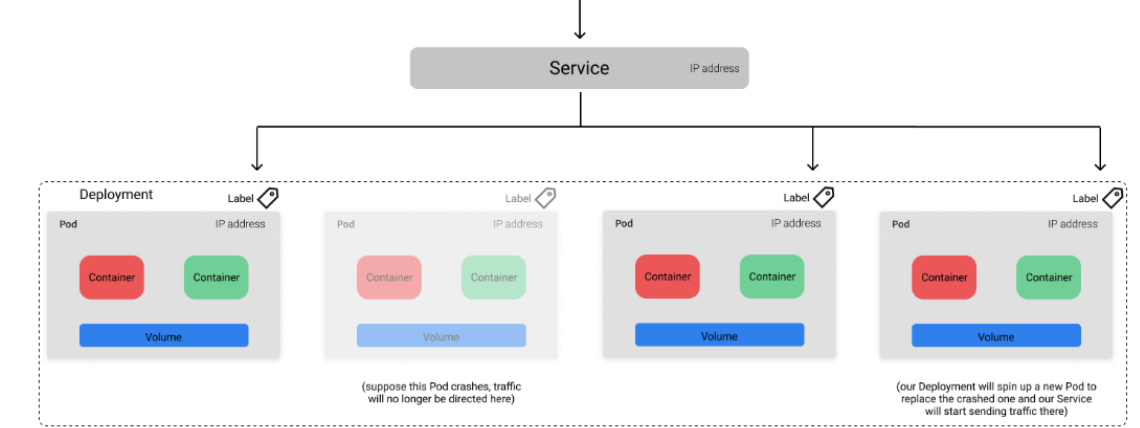 Service
IP address
Deployment
Label
Label
Label
Label
Pod
IP address
Pod
IP address
Pod
IP address
Pod
IP address
Container
Container
Container
Container
Container
Container
Container
Container
Volume
Volume
Volume
Volume
(suppose this Pod crashes, traffic
will no longer be directed here)
(our Deployment will spin up a new Pod to
replace the crashed one and our Service
will start sending traffic there)